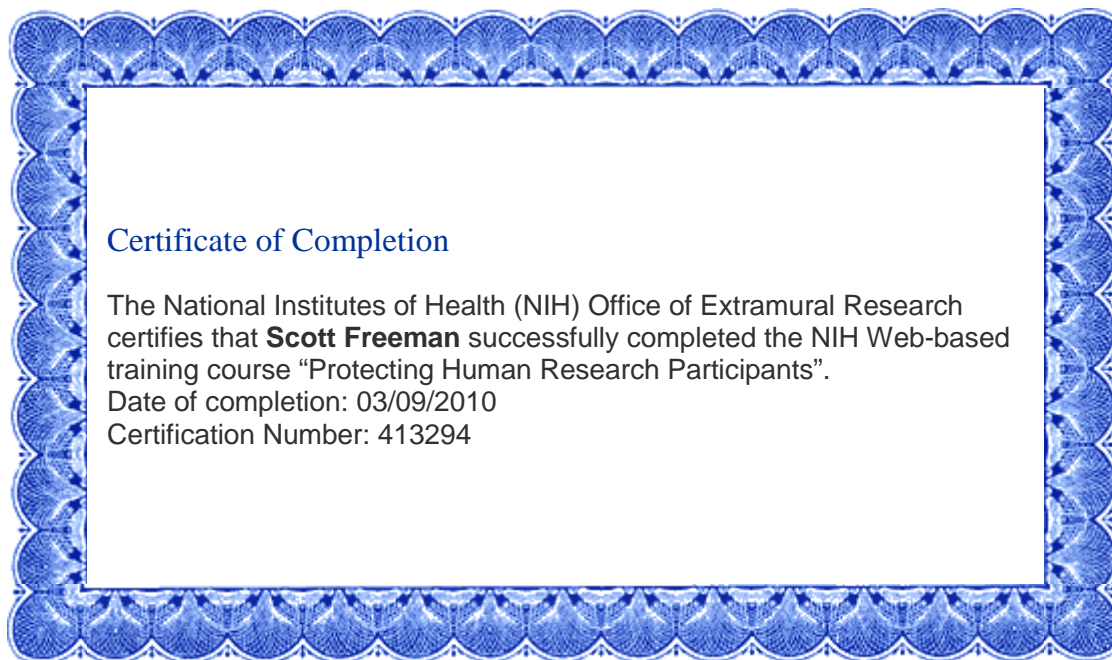 Certificate of Completion
The National Institutes of Health (NIH) Office of Extramural Research
certifies that Scott Freeman successfully completed the NIH Web-based
training course “Protecting Human Research Participants”.
Date of completion: 03/09/2010
Certification Number: 413294